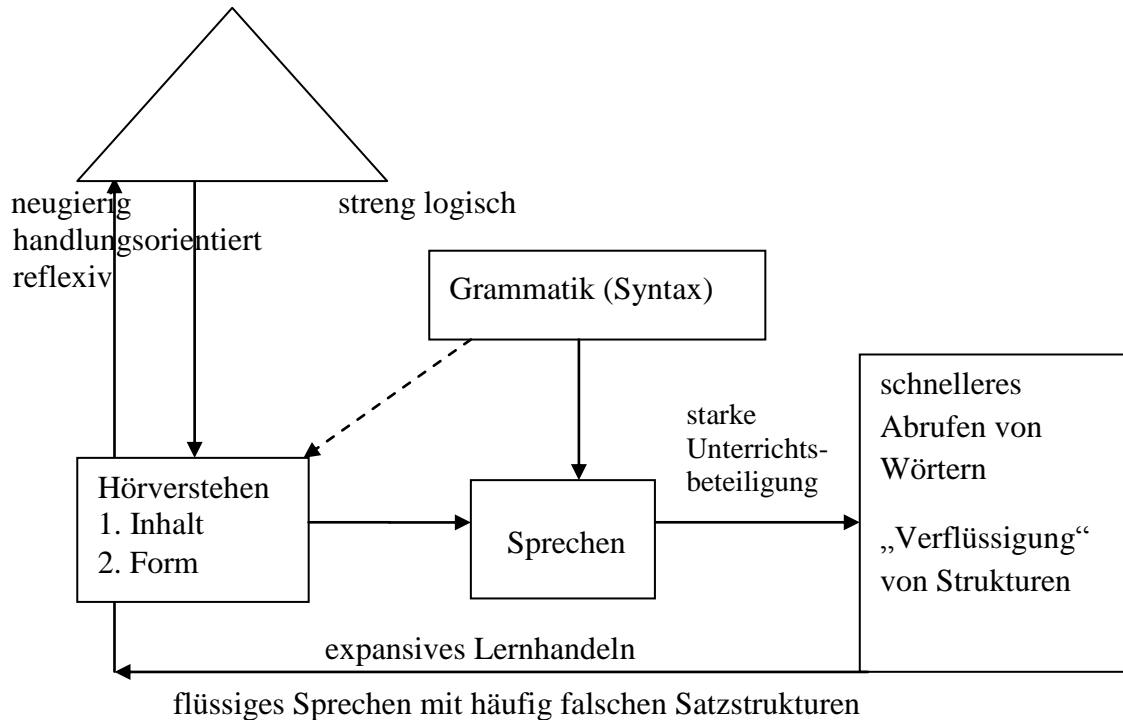 neugierig
streng logisch
handlungsorientiert
reflexiv
Grammatik (Syntax)
Hörverstehen
1. Inhalt
2. Form
Sprechen
starke
Unterrichts-
beteiligung
schnelleres
Abrufen von
Wörtern
„Verflüssigung“
von Strukturen
expansives Lernhandeln
flüssiges Sprechen mit häufig falschen Satzstrukturen